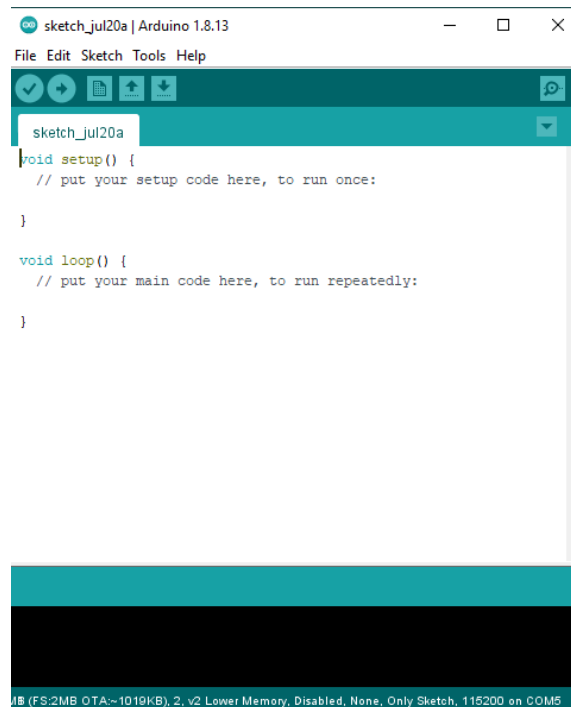 sketch_jul20a | Arduino 1.8.13
File Edit Sketch Tools Help
sketch_jul20a
void setup() {
  // put your setup code here, to run once:
}
void loop() {
  // put your main code here, to run repeatedly:
}
(FS:2MB OTA:~1019KB), 2, v2 Lower Memory, Disabled, None, Only Sketch, 115200 on COM5